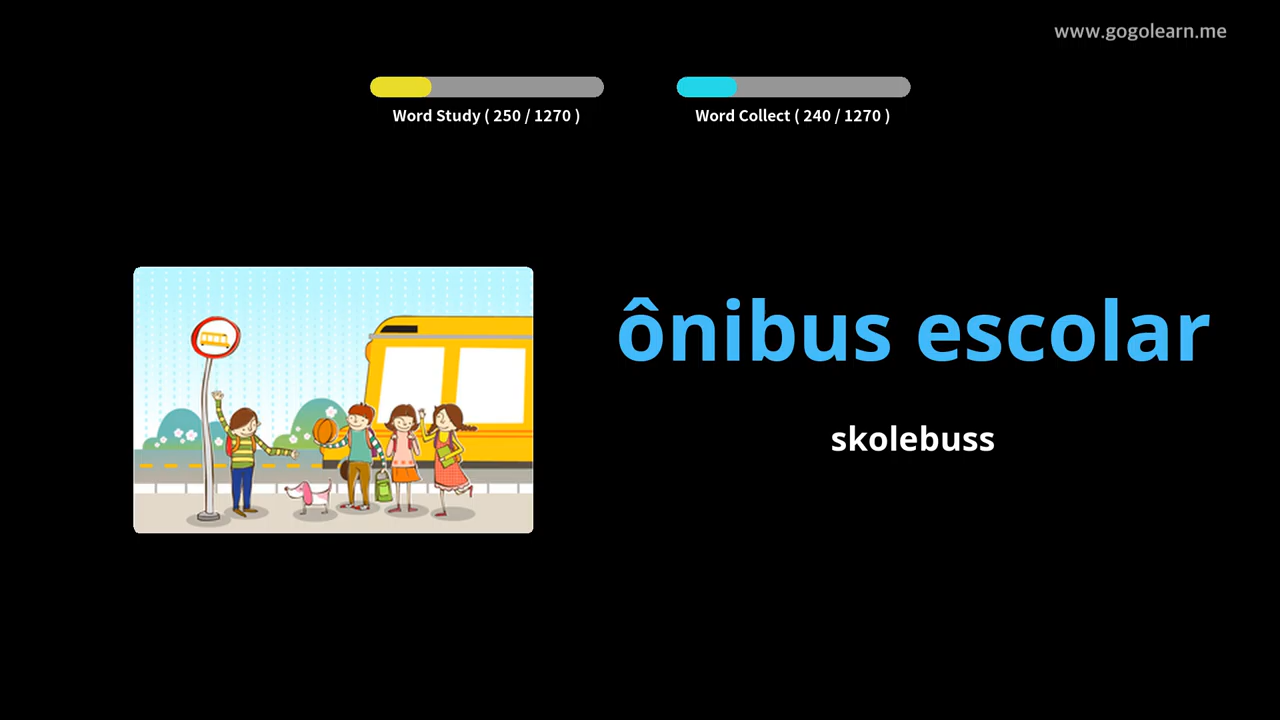 www.gogolearn.me
Word Study ( 250 / 1270 )
Word Collect ( 240 / 1270 )
ônibus escolar
skolebuss